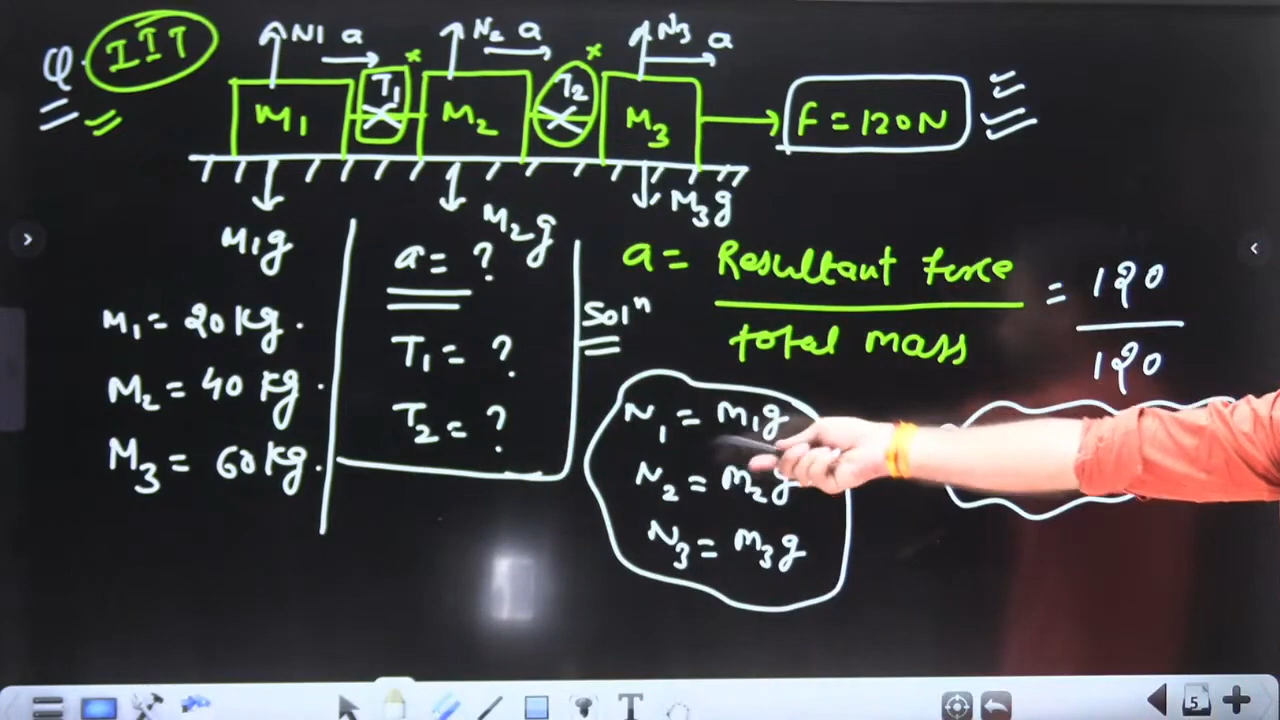 Q. IIT
N1 a N2 a N3 a
M1 T1 M2 T2 M3 F = 120N
M1g M2g M3g
a = ?
T1 = ?
T2 = ?
M1 = 20 kg.
M2 = 40 kg.
M3 = 60 kg.
Soln
a = Resultant force / total mass = 120 / 120
N1 = m1g
N2 = m2g
N3 = m3g
T
5